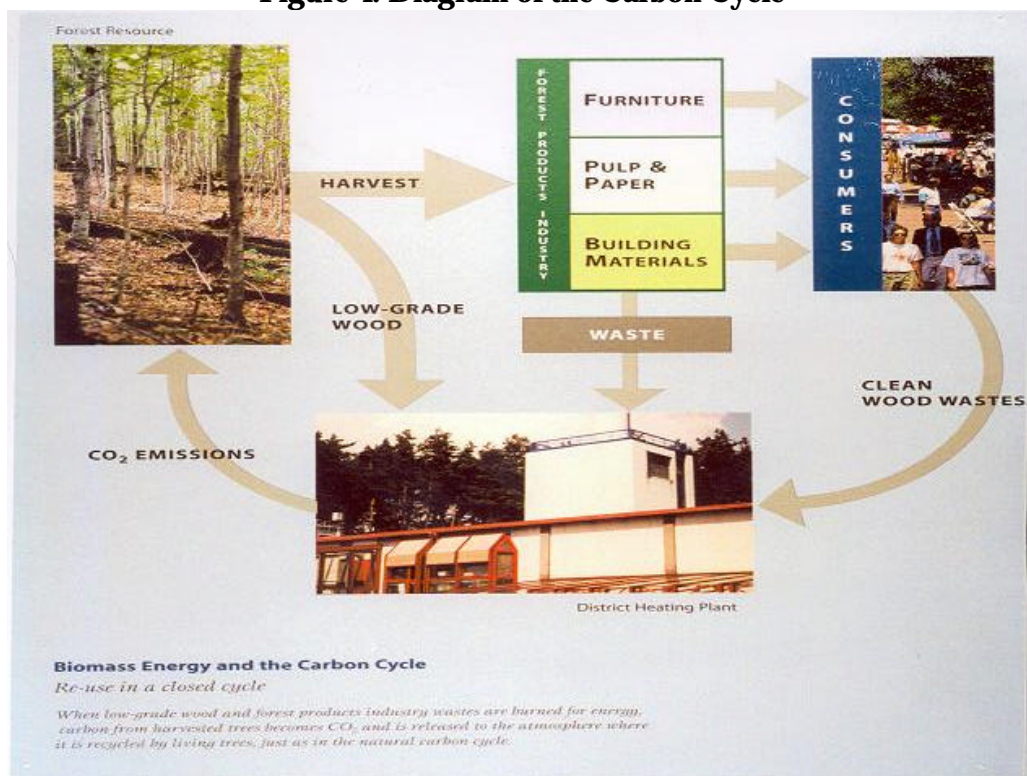 Figure 4. Diagram of the Carbon Cycle
Forest Resource
HARVEST
LOW-GRADE
WOOD
FOREST PRODUCTS INDUSTRY
FURNITURE
PULP &
PAPER
BUILDING
MATERIALS
CONSUMERS
WASTE
CLEAN
WOOD WASTES
CO₂ EMISSIONS
District Heating Plant
Biomass Energy and the Carbon Cycle
Re-use in a closed cycle
When low-grade wood and forest products industry wastes are burned for energy,
carbon from harvested trees becomes CO₂ and is released to the atmosphere where
it is recycled by living trees, just as in the natural carbon cycle.